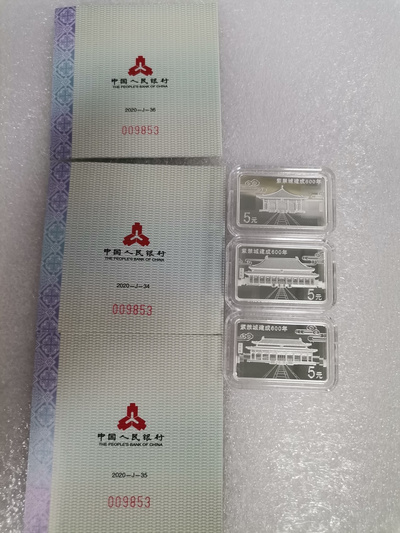 中国人民银行
THE PEOPLE'S BANK OF CHINA
2020—J—36
009853
中国人民银行
THE PEOPLE'S BANK OF CHINA
2020—J—34
009853
中国人民银行
THE PEOPLE'S BANK OF CHINA
2020—J—35
009853
紫禁城建成600年
5元
紫禁城建成600年
5元
紫禁城建成600年
5元